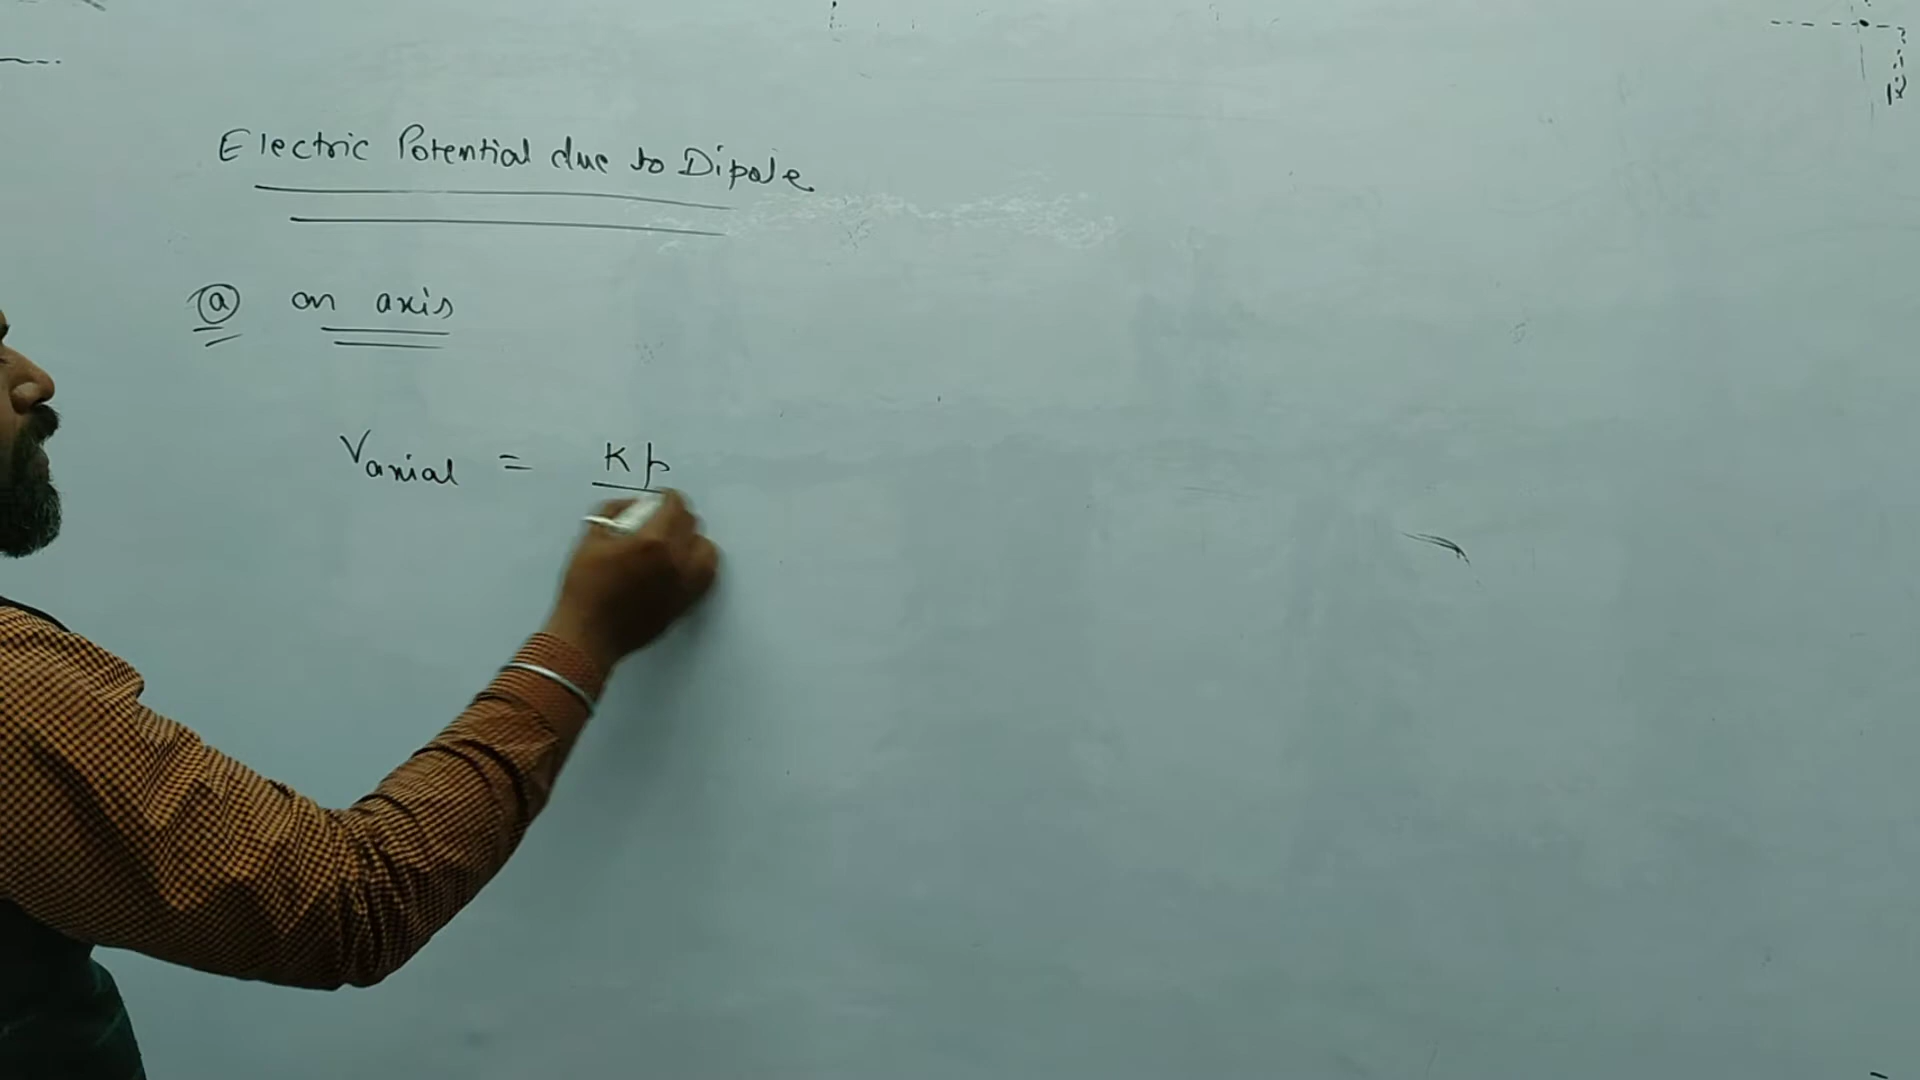 Electric Potential due to Dipole
(a) on axis
Vaxial = Kp